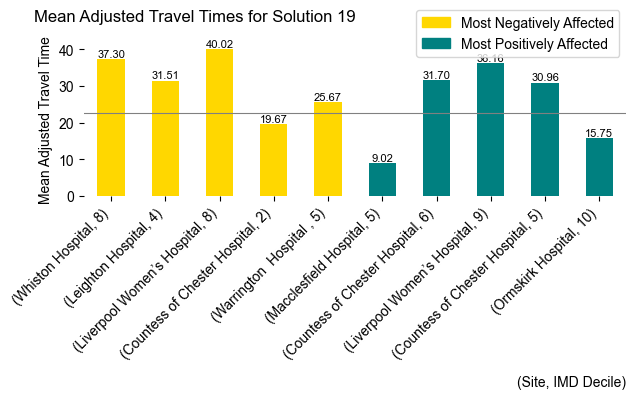 Mean Adjusted Travel Times for Solution 19
Most Negatively Affected
Most Positively Affected
Mean Adjusted Travel Time
40
30
20
10
0
37.30
31.51
40.02
19.67
25.67
9.02
31.70
36.16
30.96
15.75
(Whiston Hospital, 8)
(Leighton Hospital, 4)
(Liverpool Women's Hospital, 8)
(Countess of Chester Hospital, 2)
(Warrington  Hospital , 5)
(Macclesfield Hospital, 5)
(Countess of Chester Hospital, 6)
(Liverpool Women's Hospital, 9)
(Countess of Chester Hospital, 5)
(Ormskirk Hospital, 10)
(Site, IMD Decile)